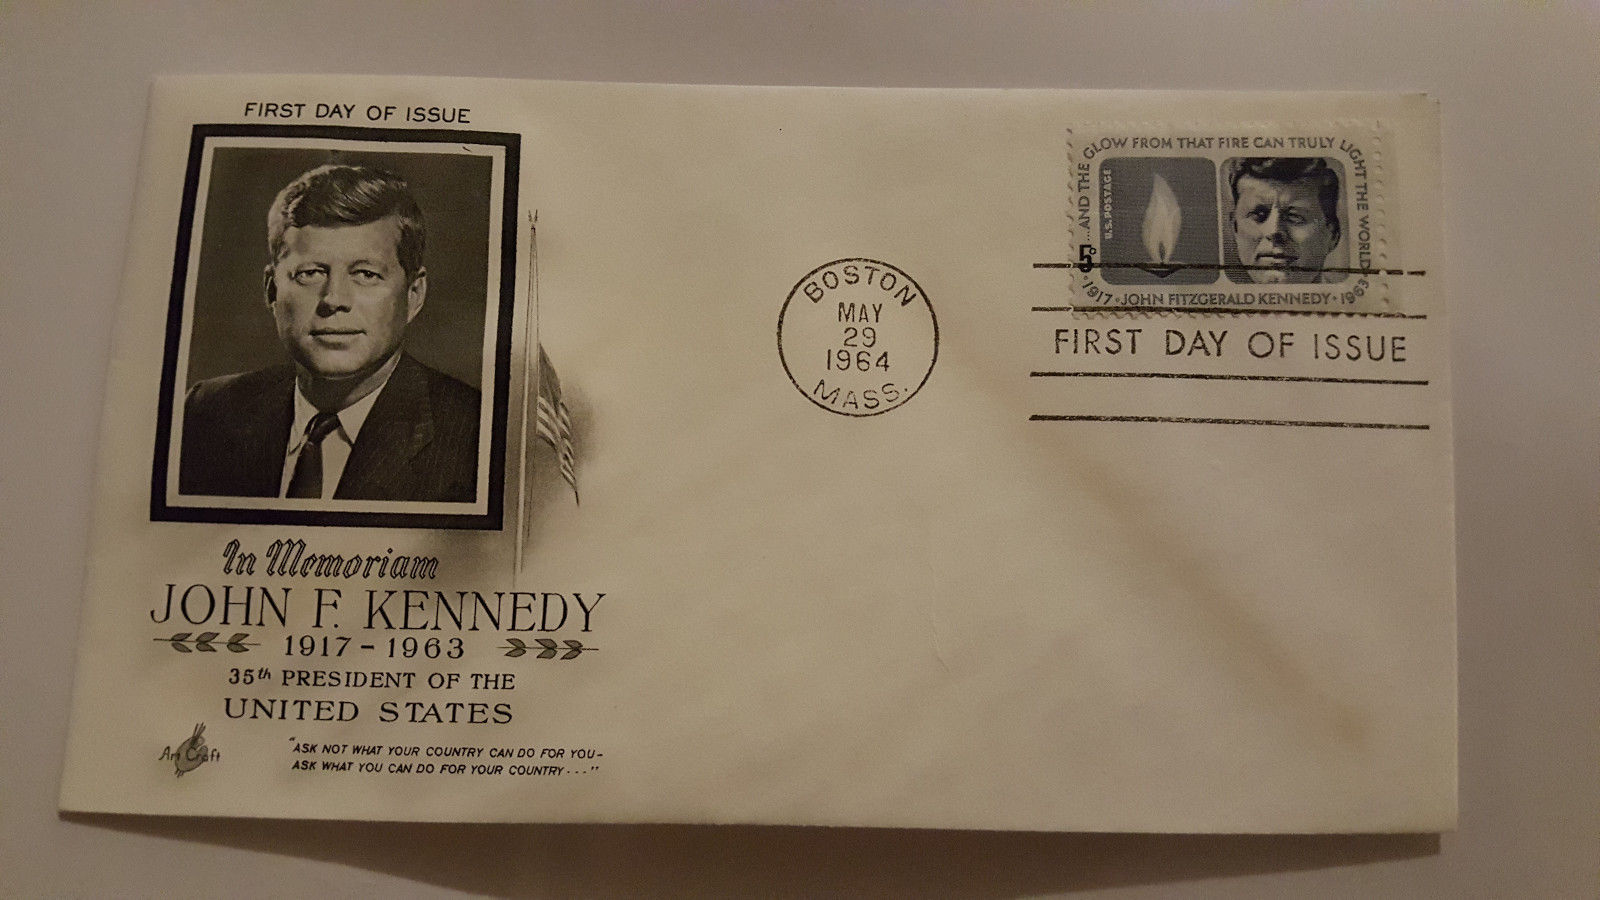 FIRST DAY OF ISSUE
In Memoriam
JOHN F. KENNEDY
1917 - 1963
35th PRESIDENT OF THE
UNITED STATES
Art Craft
"ASK NOT WHAT YOUR COUNTRY CAN DO FOR YOU-
ASK WHAT YOU CAN DO FOR YOUR COUNTRY..."
BOSTON
MAY
29
1964
MASS.
...AND THE GLOW FROM THAT FIRE CAN TRULY LIGHT THE WORLD
U.S. POSTAGE
5c
·1917·JOHN FITZGERALD KENNEDY·1963
FIRST DAY OF ISSUE